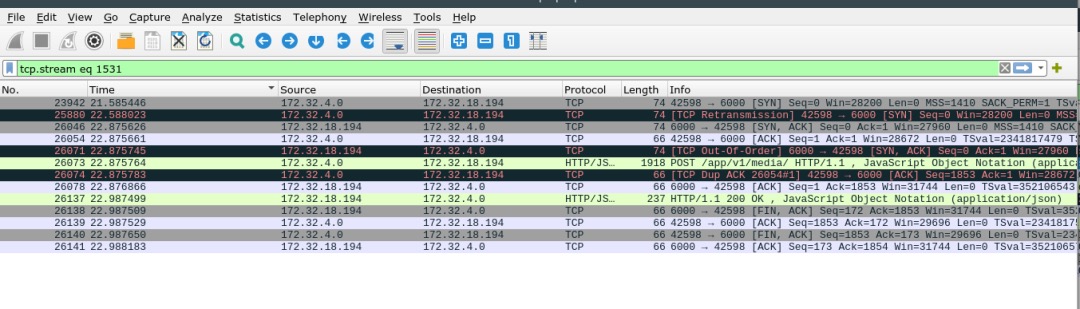 File Edit View Go Capture Analyze Statistics Telephony Wireless Tools Help
tcp.stream eq 1531
No. Time Source Destination Protocol Length Info
23942 21.585446 172.32.4.0 172.32.18.194 TCP 74 42598 → 6000 [SYN] Seq=0 Win=28200 Len=0 MSS=1410 SACK_PERM=1
25880 22.588023 172.32.4.0 172.32.18.194 TCP 74 [TCP Retransmission] 42598 → 6000 [SYN] Seq=0 Win=28200 Len=0
26046 22.875626 172.32.18.194 172.32.4.0 TCP 74 6000 → 42598 [SYN, ACK] Seq=0 Ack=1 Win=27960 Len=0 MSS=1410 SACK
26054 22.875661 172.32.4.0 172.32.18.194 TCP 66 42598 → 6000 [ACK] Seq=1 Ack=1 Win=28672 Len=0 TSval=2341817479
26071 22.875745 172.32.18.194 172.32.4.0 TCP 74 [TCP Out-Of-Order] 6000 → 42598 [SYN, ACK] Seq=0 Ack=1 Win=27960
26073 22.875764 172.32.4.0 172.32.18.194 HTTP/JS… 1918 POST /app/v1/media/ HTTP/1.1 , JavaScript Object Notation (applic
26074 22.875783 172.32.4.0 172.32.18.194 TCP 66 [TCP Dup ACK 26054#1] 42598 → 6000 [ACK] Seq=1853 Ack=1 Win=28672
26078 22.876866 172.32.18.194 172.32.4.0 TCP 66 6000 → 42598 [ACK] Seq=1 Ack=1853 Win=31744 Len=0 TSval=352106543
26137 22.987499 172.32.18.194 172.32.4.0 HTTP/JS… 237 HTTP/1.1 200 OK , JavaScript Object Notation (application/json)
26138 22.987509 172.32.18.194 172.32.4.0 TCP 66 6000 → 42598 [FIN, ACK] Seq=172 Ack=1853 Win=31744 Len=0
26139 22.987529 172.32.4.0 172.32.18.194 TCP 66 42598 → 6000 [ACK] Seq=1853 Ack=172 Win=29696 Len=0
26140 22.987650 172.32.4.0 172.32.18.194 TCP 66 42598 → 6000 [FIN, ACK] Seq=1853 Ack=173 Win=29696 Len=0
26141 22.988183 172.32.18.194 172.32.4.0 TCP 66 6000 → 42598 [ACK] Seq=173 Ack=1854 Win=31744 Len=0